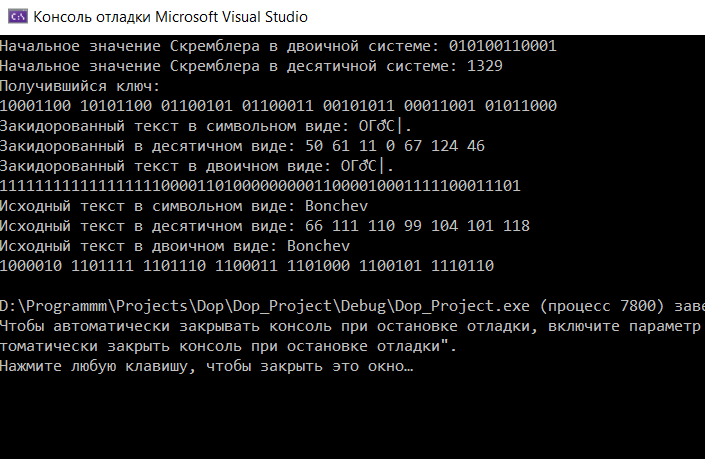 Консоль отладки Microsoft Visual Studio
Начальное значение Скремблера в двоичной системе: 010100110001
Начальное значение Скремблера в десятичной системе: 1329
Получившийся ключ:
10001100 10101100 01100101 01100011 00101011 00011001 01011000
Закидорованный текст в символьном виде: ОГ♂С|.
Закидорованный в десятичном виде: 50 61 11 0 67 124 46
Закидорованный текст в двоичном виде: ОГ♂С|.
11111111111111111110000110100000000011000010001111100011101
Исходный текст в символьном виде: Bonchev
Исходный текст в десятичном виде: 66 111 110 99 104 101 118
Исходный текст в двоичном виде: Bonchev
1000010 1101111 1101110 1100011 1101000 1100101 1110110
D:\Programmm\Projects\Dop\Dop_Project\Debug\Dop_Project.exe (процесс 7800) заве
Чтобы автоматически закрывать консоль при остановке отладки, включите параметр
томатически закрыть консоль при остановке отладки".
Нажмите любую клавишу, чтобы закрыть это окно…